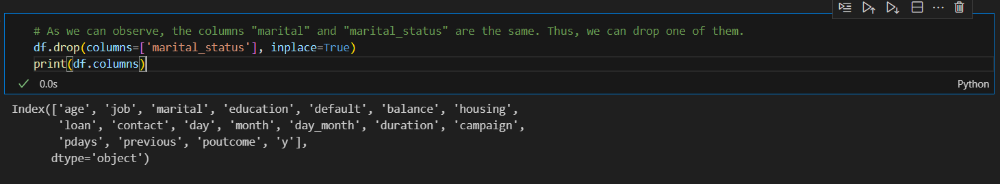 # As we can observe, the columns "marital" and "marital_status" are the same. Thus, we can drop one of them.
df.drop(columns=['marital_status'], inplace=True)
print(df.columns)
0.0s
Python
Index(['age', 'job', 'marital', 'education', 'default', 'balance', 'housing',
'loan', 'contact', 'day', 'month', 'day_month', 'duration', 'campaign',
'pdays', 'previous', 'poutcome', 'y'],
dtype='object')